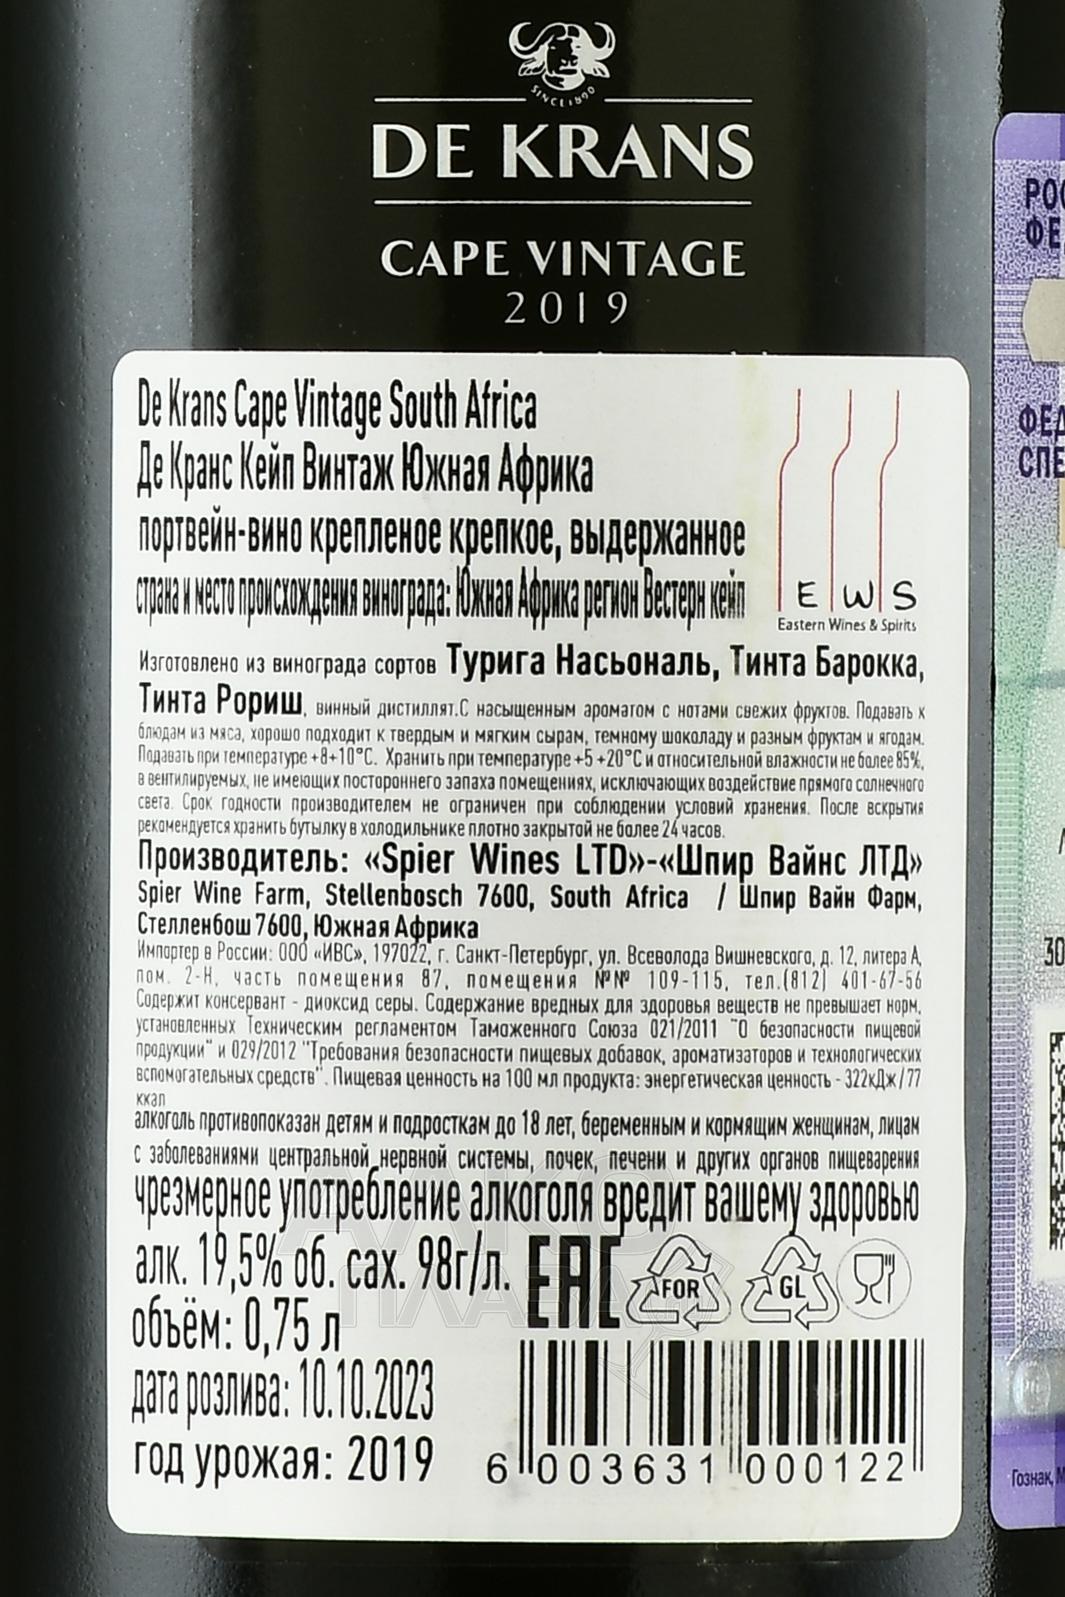 SINCE 1890
DE KRANS
CAPE VINTAGE
2019
De Krans Cape Vintage South Africa
Де Кранс Кейп Винтаж Южная Африка
портвейн-вино крепленое крепкое, выдержанное
страна и место происхождения винограда: Южная Африка регион Вестерн кейп
E W S
Eastern Wines & Spirits
Изготовлено из винограда сортов Турига Насьональ, Тинта Барокка,
Тинта Рориш, винный дистиллят.С насыщенным ароматом с нотами свежих фруктов. Подавать к
блюдам из мяса, хорошо подходит к твердым и мягким сырам, темному шоколаду и разным фруктам и ягодам.
Подавать при температуре +8+10°С. Хранить при температуре +5 +20°С и относительной влажности не более 85%,
в вентилируемых, не имеющих постороннего запаха помещениях, исключающих воздействие прямого солнечного
света. Срок годности производителем не ограничен при соблюдении условий хранения. После вскрытия
рекомендуется хранить бутылку в холодильнике плотно закрытой не более 24 часов.
Производитель: «Spier Wines LTD»-«Шпир Вайнс ЛТД»
Spier Wine Farm, Stellenbosch 7600, South Africa / Шпир Вайн Фарм,
Стелленбош 7600, Южная Африка
Импортер в России: ООО «ИВС», 197022, г. Санкт-Петербург, ул. Всеволода Вишневского, д. 12, литера А,
пом. 2-Н, часть помещения 87, помещения №№ 109-115, тел.(812) 401-67-56
Содержит консервант - диоксид серы. Содержание вредных для здоровья веществ не превышает норм,
установленных Техническим регламентом Таможенного Союза 021/2011 "О безопасности пищевой
продукции" и 029/2012 "Требования безопасности пищевых добавок, ароматизаторов и технологических
вспомогательных средств". Пищевая ценность на 100 мл продукта: энергетическая ценность - 322кДж/77
ккал
алкоголь противопоказан детям и подросткам до 18 лет, беременным и кормящим женщинам, лицам
с заболеваниями центральной нервной системы, почек, печени и других органов пищеварения
чрезмерное употребление алкоголя вредит вашему здоровью
алк. 19,5% об. сах. 98г/л.
EAC
FOR
GL
объём: 0,75 л
дата розлива: 10.10.2023
год урожая: 2019
6 003631 000122
РОС
ФЕ
ФЕД
СПЕ
30
Гознак, М